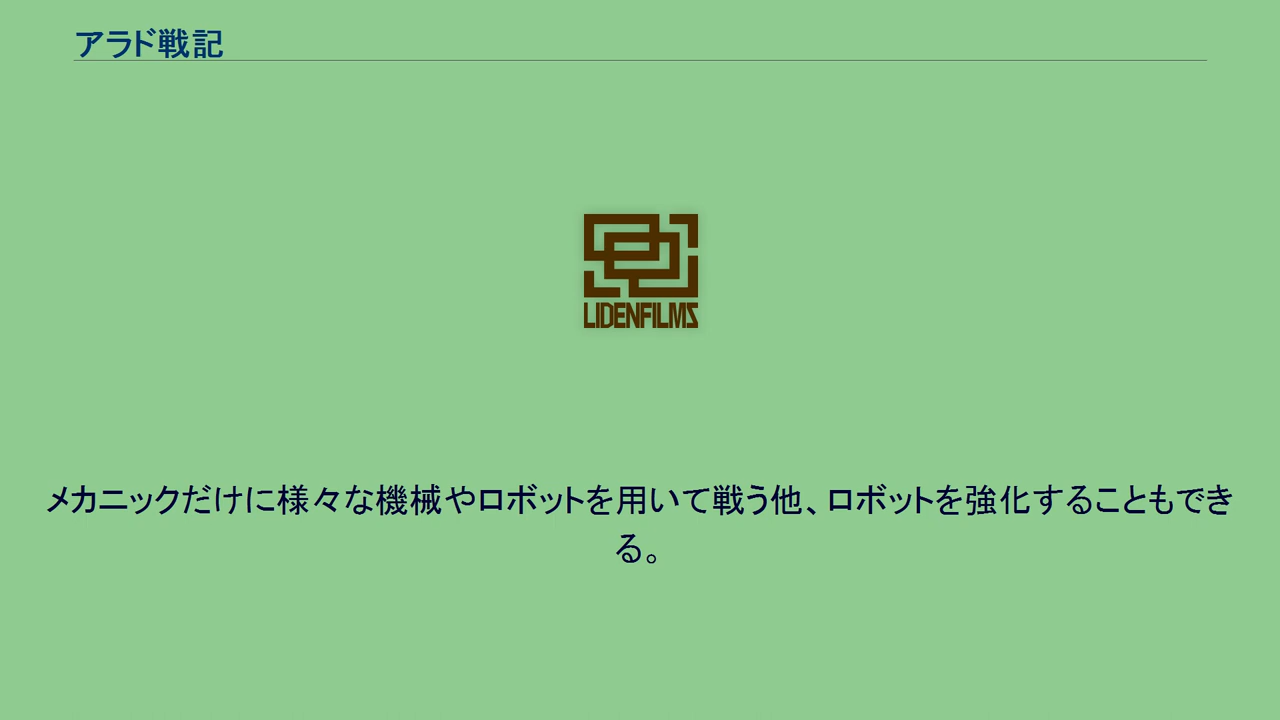 アラド戦記
LIDENFILMS
メカニックだけに様々な機械やロボットを用いて戦う他、ロボットを強化することもでき
る。